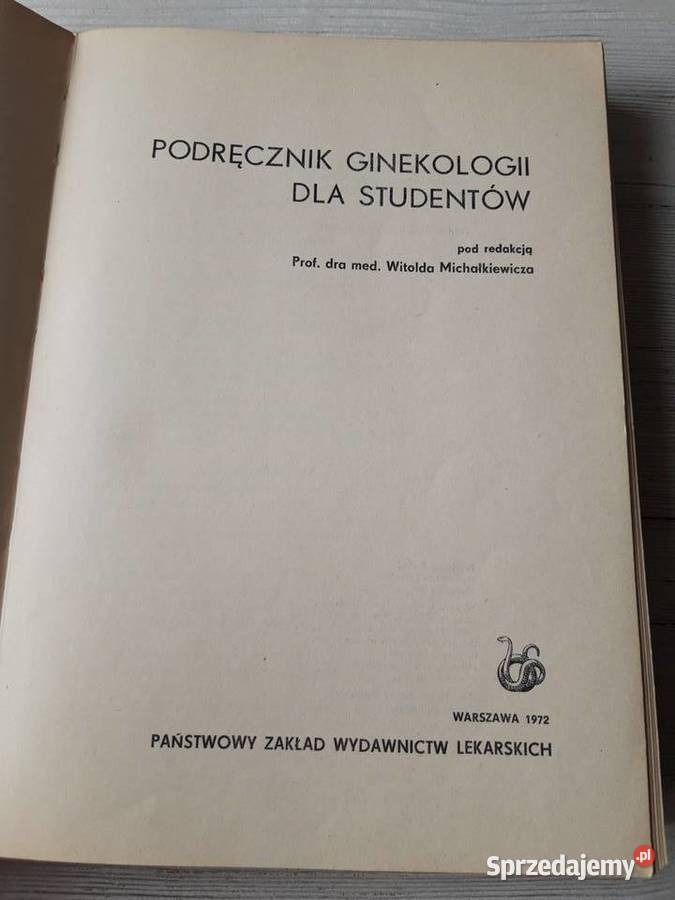 PODRĘCZNIK GINEKOLOGII
DLA STUDENTÓW
pod redakcją
Prof. dra med. Witolda Michałkiewicza
WARSZAWA 1972
PAŃSTWOWY ZAKŁAD WYDAWNICTW LEKARSKICH
Sprzedajemy.pl